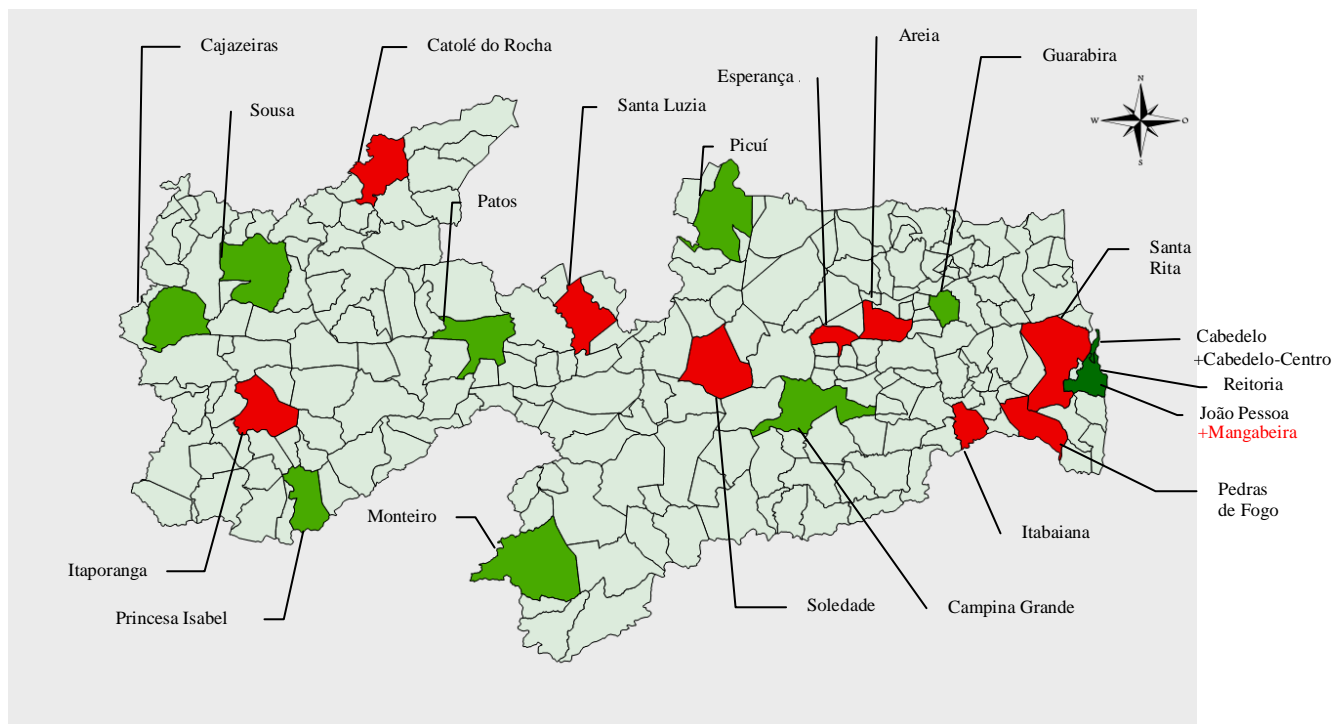 Areia
Cajazeiras
Catolé do Rocha
Guarabira
Esperança .
Sousa
Santa Luzia
Picuí
N
W
O
S
Patos
Santa
Rita
Cabedelo
+Cabedelo-Centro
Reitoria
João Pessoa
+Mangabeira
Pedras
de Fogo
Monteiro
Itabaiana
Itaporanga
Princesa Isabel
Soledade
Campina Grande